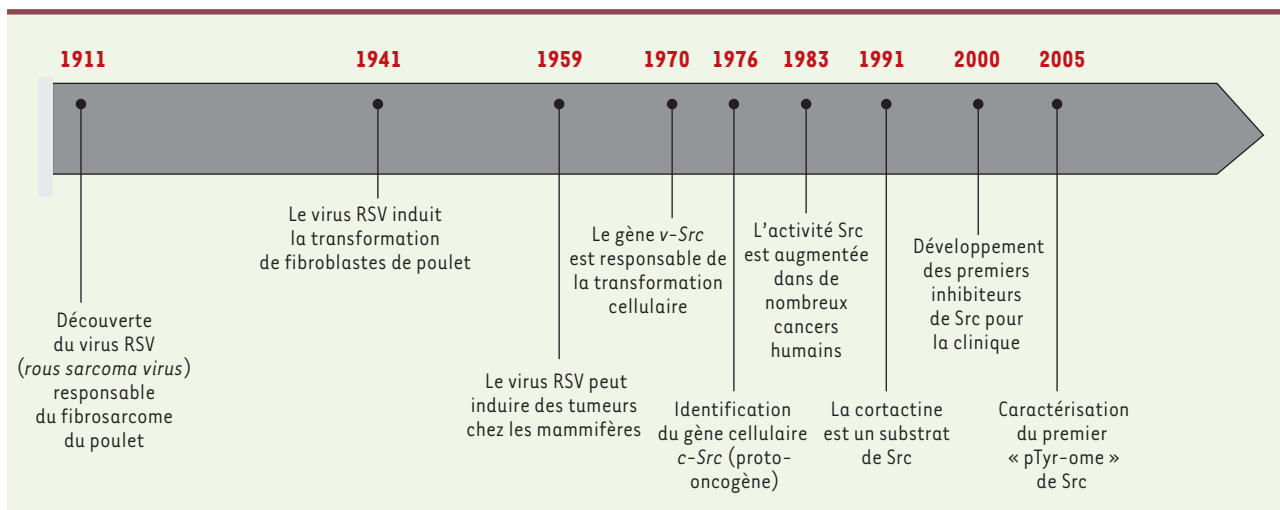 1911
1941
1959
1970
1976
1983
1991
2000
2005
Découverte
du virus RSV
(rous sarcoma virus)
responsable
du fibrosarcome
du poulet
Le virus RSV induit
la transformation
de fibroblastes de poulet
Le virus RSV peut
induire des tumeurs
chez les mammifères
Le gène v-Src
est responsable de
la transformation
cellulaire
Identification
du gène cellulaire
c-Src (proto-
oncogène)
L'activité Src
est augmentée
dans de
nombreux
cancers
humains
La cortactine
est un substrat
de Src
Développement
des premiers
inhibiteurs
de Src pour
la clinique
Caractérisation
du premier
« pTyr-ome »
de Src